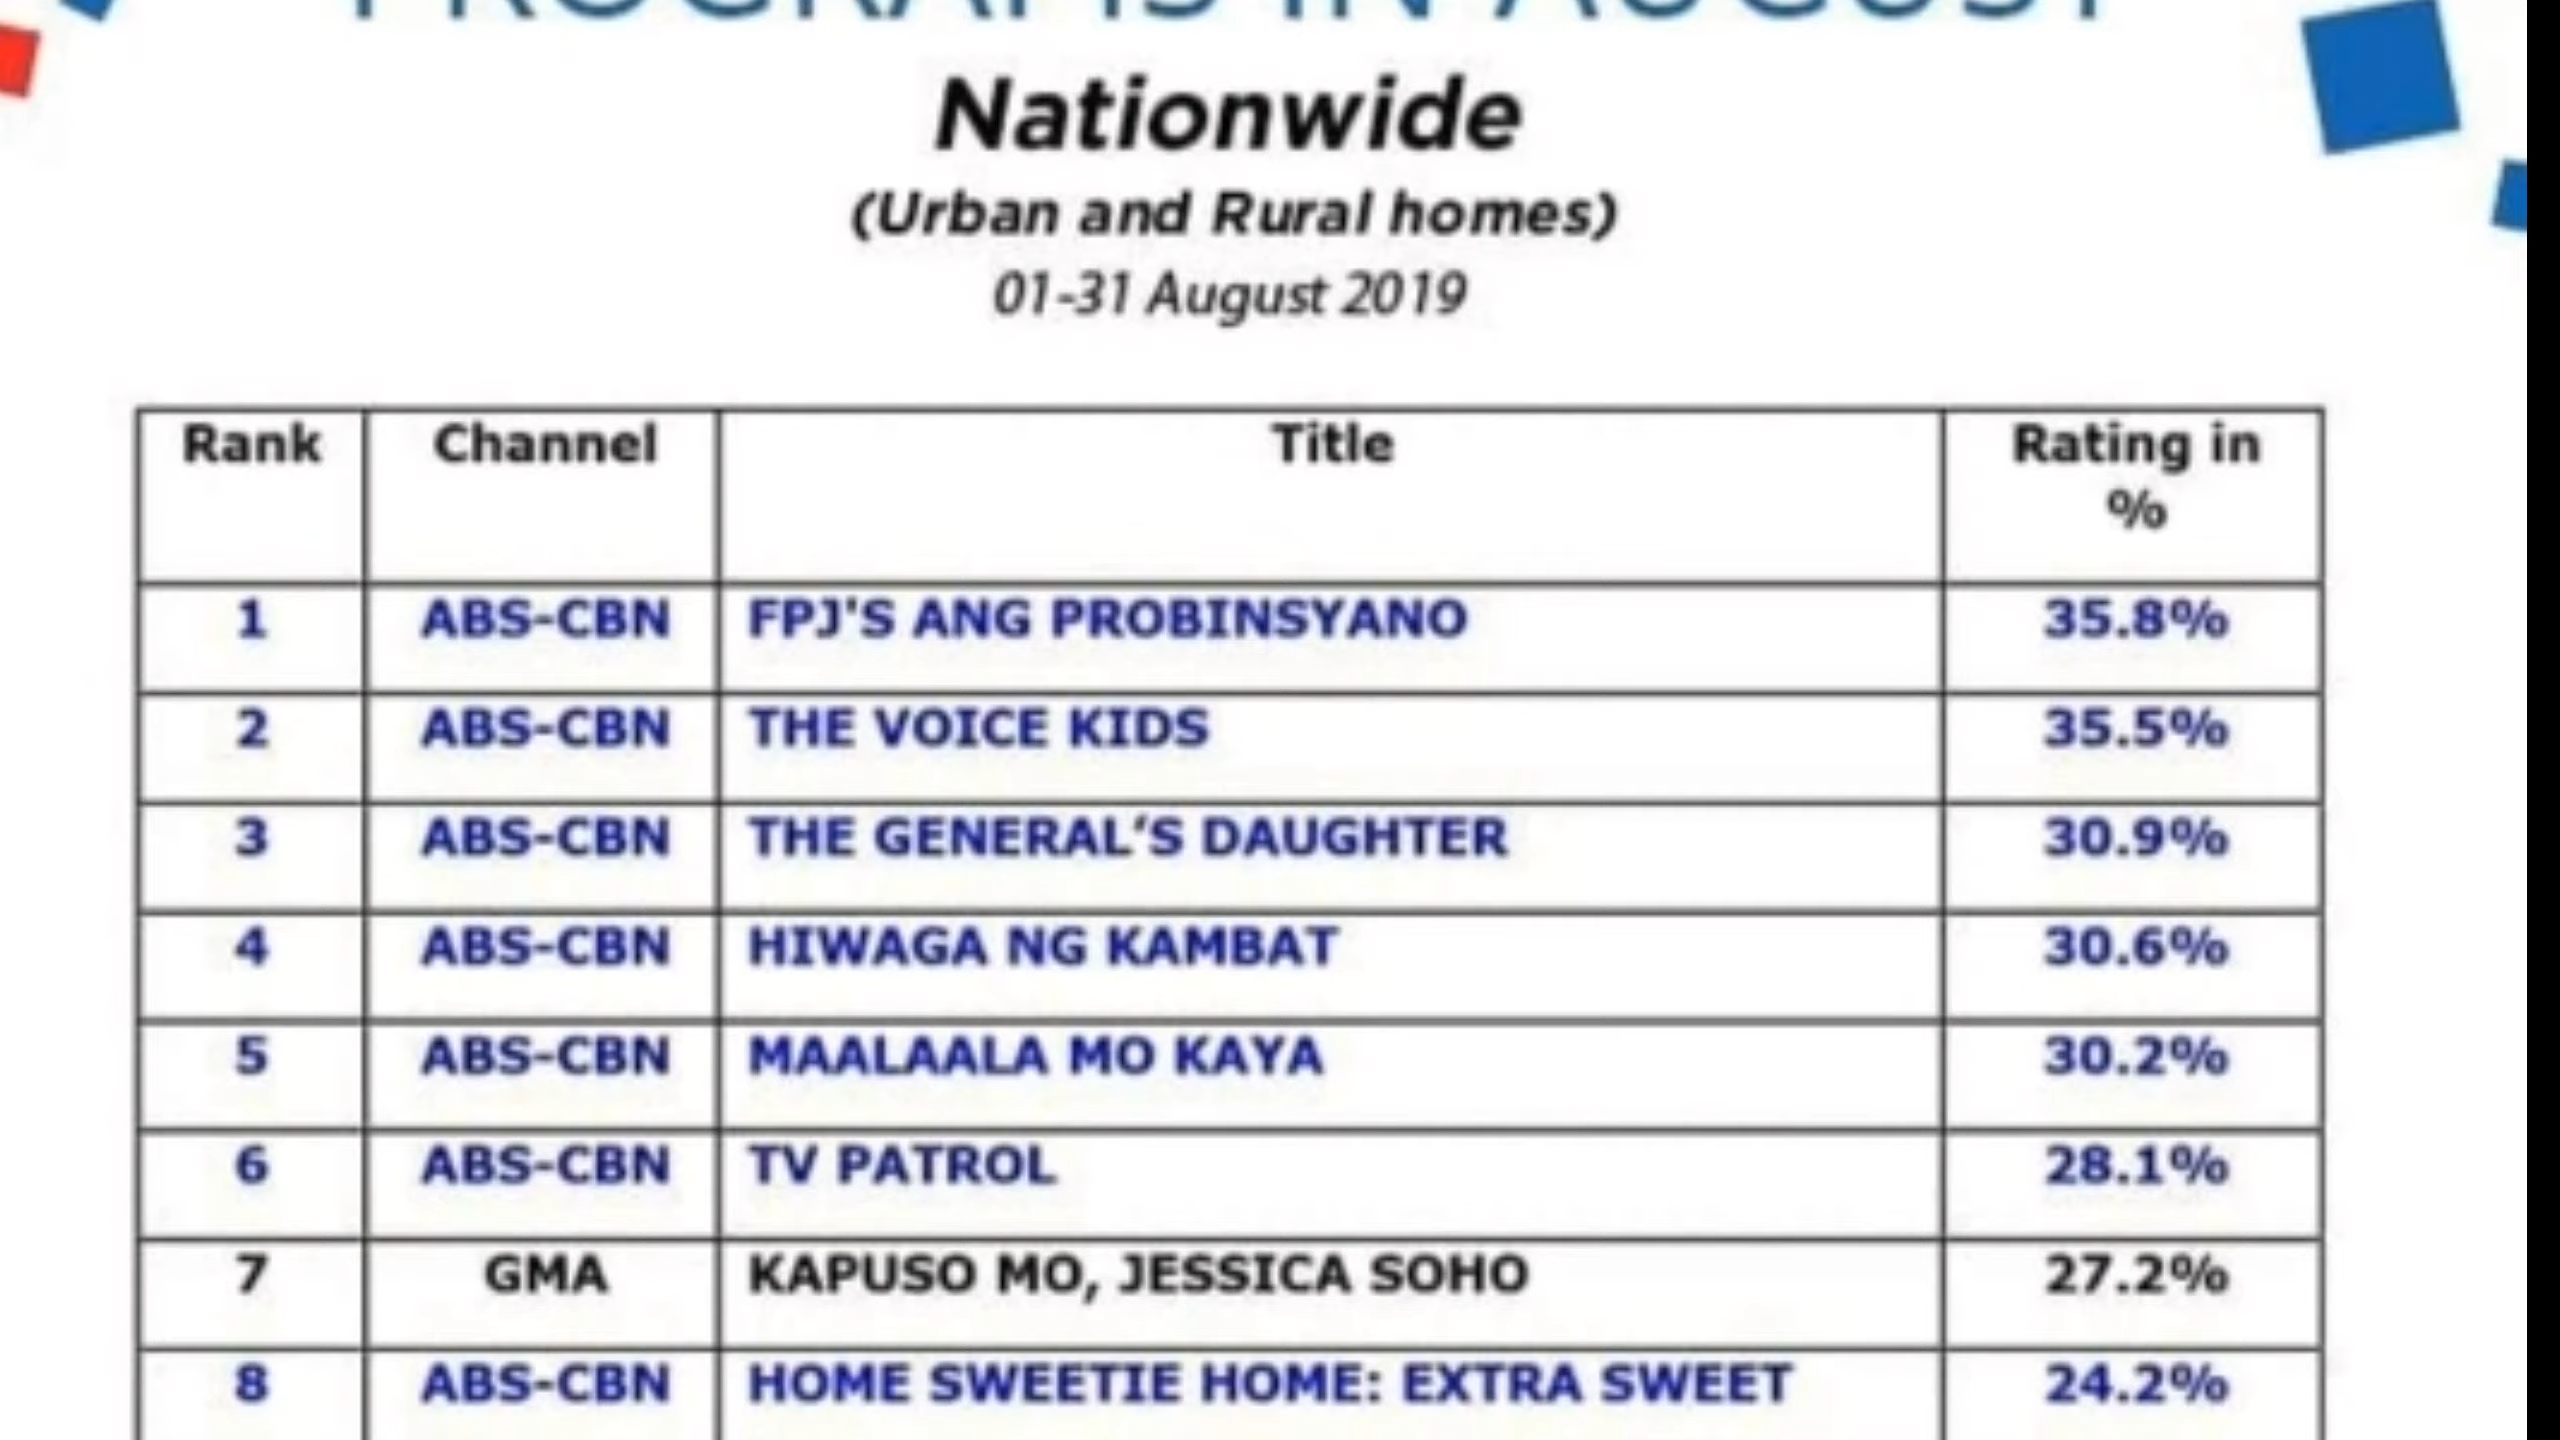 PROGRAMS IN AUGUST
Nationwide
(Urban and Rural homes)
01-31 August 2019
Rank Channel Title Rating in
%
1 ABS-CBN FPJ'S ANG PROBINSYANO 35.8%
2 ABS-CBN THE VOICE KIDS 35.5%
3 ABS-CBN THE GENERAL‘S DAUGHTER 30.9%
4 ABS-CBN HIWAGA NG KAMBAT 30.6%
5 ABS-CBN MAALAALA MO KAYA 30.2%
6 ABS-CBN TV PATROL 28.1%
7 GMA KAPUSO MO, JESSICA SOHO 27.2%
8 ABS-CBN HOME SWEETIE HOME: EXTRA SWEET 24.2%